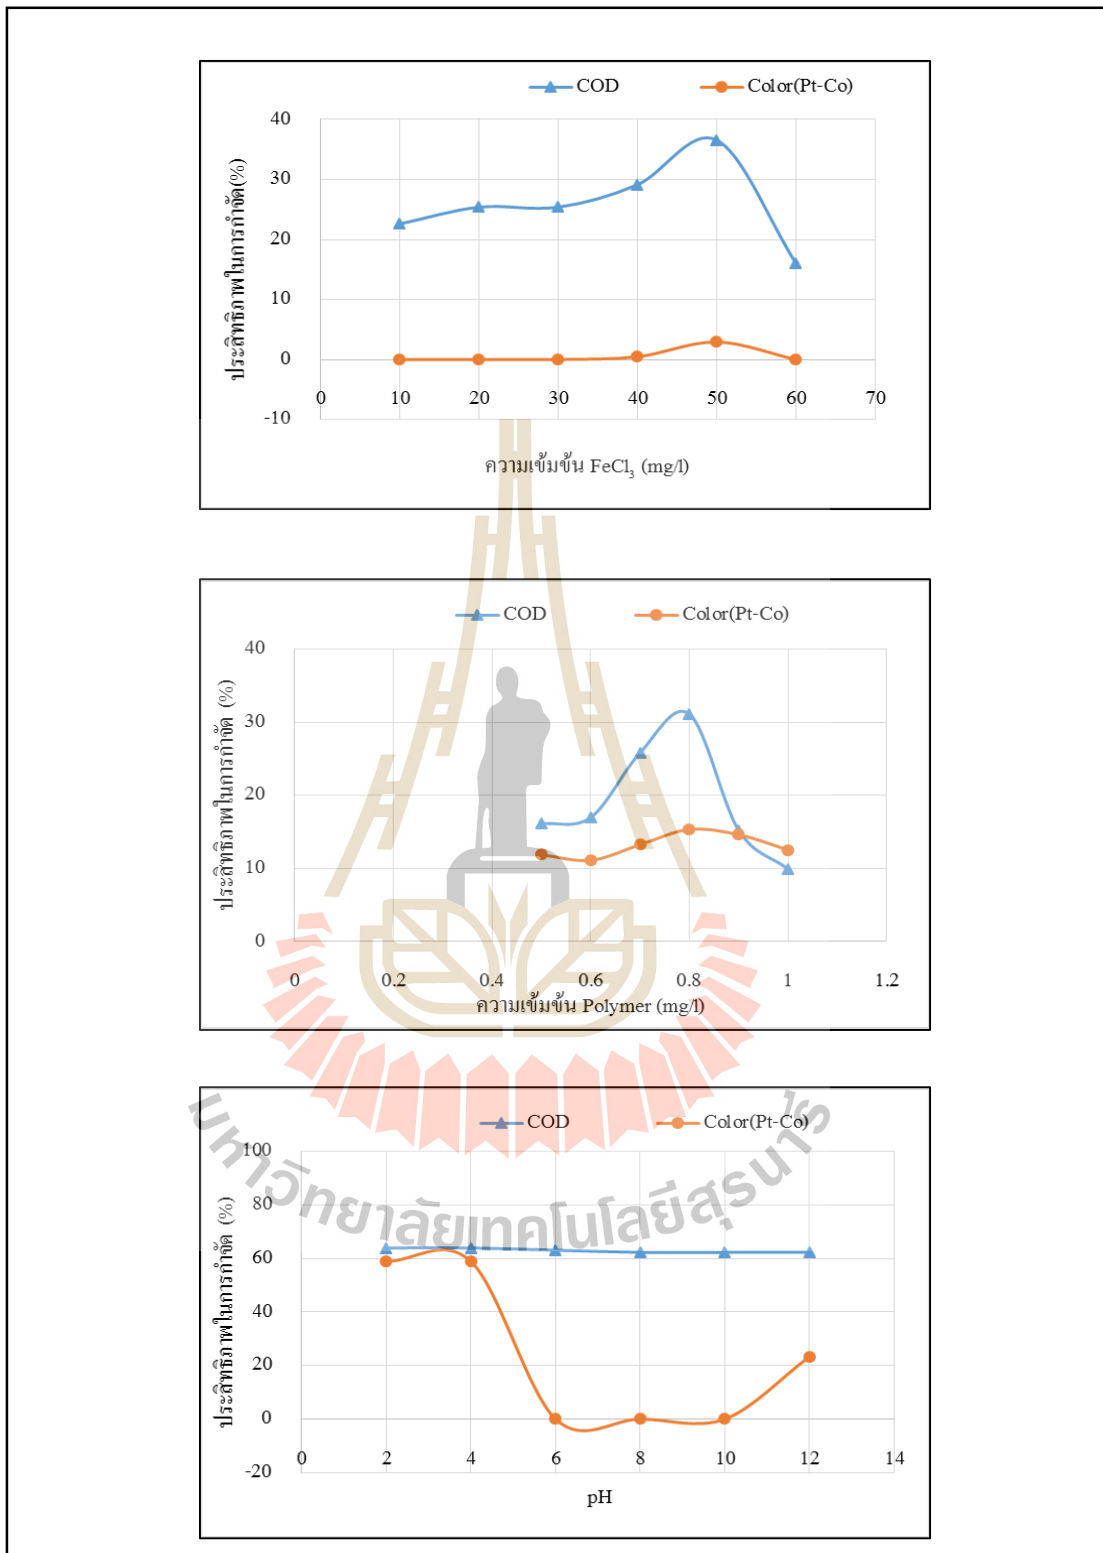 COD Color(Pt-Co)
40
30
20
10
0
-10
0 10 20 30 40 50 60 70
ประสิทธิภาพในการกำจัด(%)
ความเข้มข้น FeCl₃ (mg/l)
COD Color(Pt-Co)
40
30
20
10
0
0 0.2 0.4 0.6 0.8 1 1.2
ประสิทธิภาพในการกำจัด (%)
ความเข้มข้น Polymer (mg/l)
COD Color(Pt-Co)
100
80
60
40
20
0
-20
0 2 4 6 8 10 12 14
ประสิทธิภาพในการกำจัด (%)
pH
มหาวิทยาลัยเทคโนโลยีสุรนารี